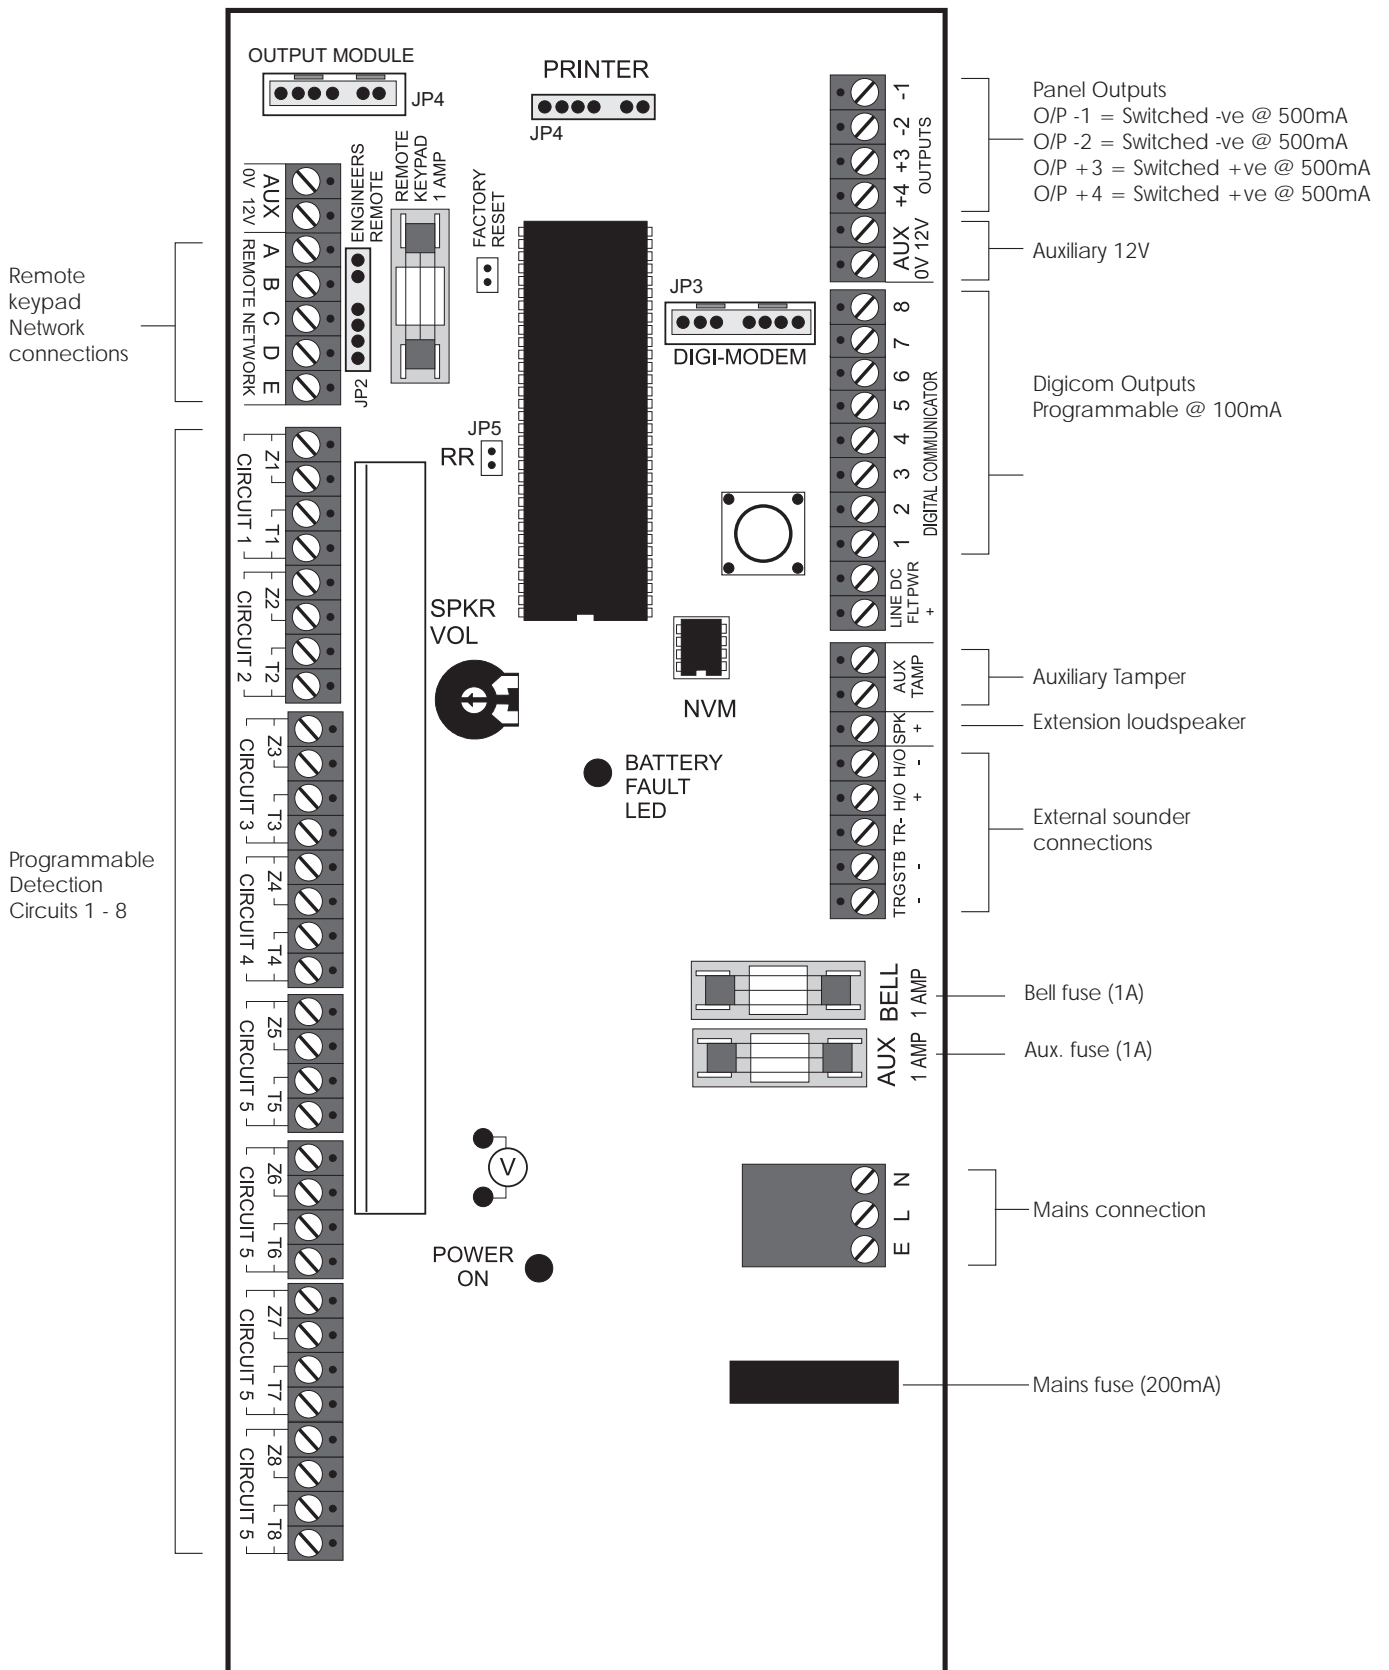 OUTPUT MODULE
JP4
PRINTER
JP4
ENGINEERS
REMOTE
JP2
REMOTE
KEYPAD
1 AMP
FACTORY
RESET
AUX
0V 12V
A
B
C
D
E
REMOTE NETWORK
Remote
keypad
Network
connections
JP3
DIGI-MODEM
JP5
RR
SPKR
VOL
NVM
BATTERY
FAULT
LED
Z1
T1
CIRCUIT 1
Z2
T2
CIRCUIT 2
Z3
T3
CIRCUIT 3
Z4
T4
CIRCUIT 4
Z5
T5
CIRCUIT 5
Z6
T6
CIRCUIT 5
Z7
T7
CIRCUIT 5
Z8
T8
CIRCUIT 5
Programmable
Detection
Circuits 1 - 8
V
POWER
ON
-1
-2
+3
+4
OUTPUTS
AUX
0V 12V
8
7
6
5
4
3
2
1
DIGITAL COMMUNICATOR
LINE DC
FLT PWR
+
AUX
TAMP
SPK
+
H/O
-
H/O
+
TR-
STB
-
TRG
-
BELL
1 AMP
AUX
1 AMP
N
L
E
Panel Outputs
O/P -1 = Switched -ve @ 500mA
O/P -2 = Switched -ve @ 500mA
O/P +3 = Switched +ve @ 500mA
O/P +4 = Switched +ve @ 500mA
Auxiliary 12V
Digicom Outputs
Programmable @ 100mA
Auxiliary Tamper
Extension loudspeaker
External sounder
connections
Bell fuse (1A)
Aux. fuse (1A)
Mains connection
Mains fuse (200mA)